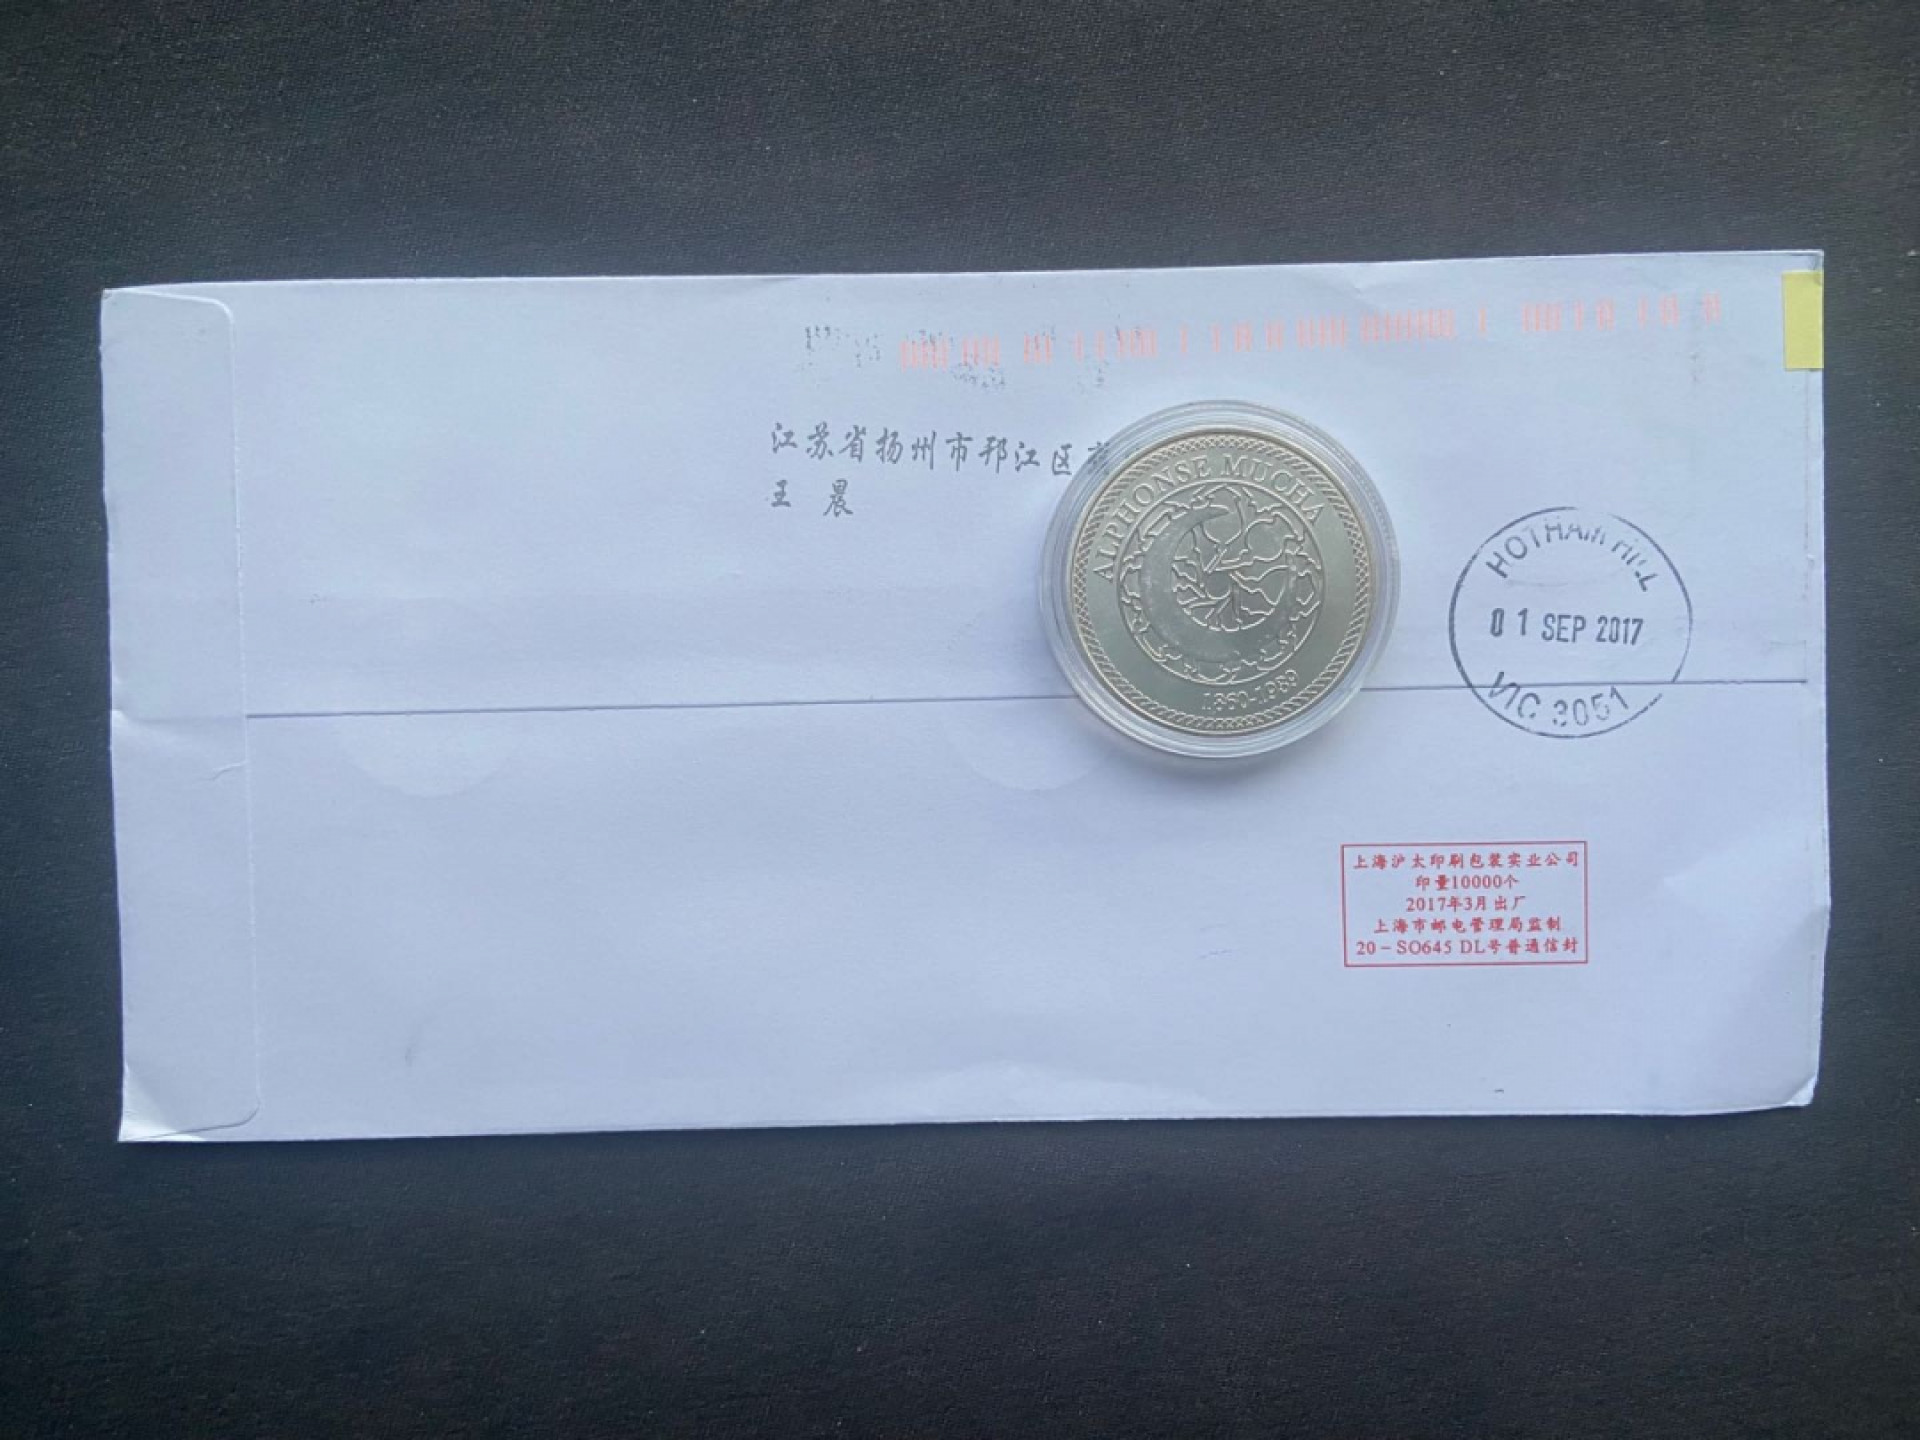 江苏省扬州市邗江区
王 晨
ALPHONSE MUCHA
1860-1939
HOTHAM HILL
01 SEP 2017
VIC 3051
上海沪太印刷包装实业公司
印量10000个
2017年3月出厂
上海市邮电管理局监制
20-SO645 DL号普通信封